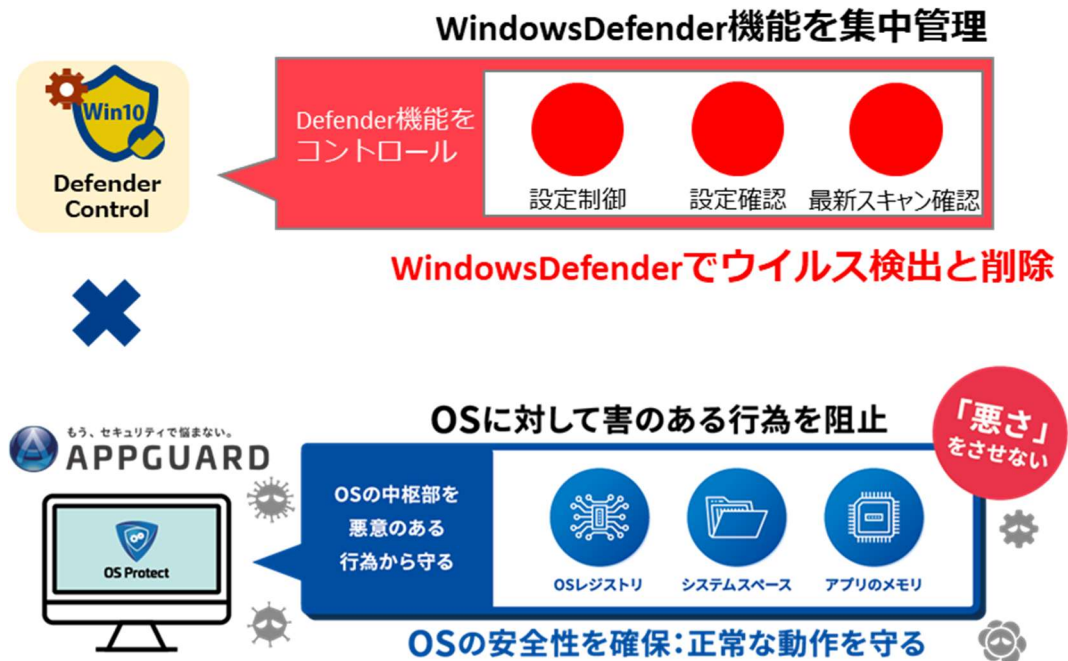 WindowsDefender機能を集中管理
Win10
Defender
Control
Defender機能を
コントロール
設定制御
設定確認
最新スキャン確認
WindowsDefenderでウイルス検出と削除
もう、セキュリティで悩まない。
APPGUARD
OS Protect
OSに対して害のある行為を阻止
「悪さ」
をさせない
OSの中枢部を
悪意のある
行為から守る
OSレジストリ
システムスペース
アプリのメモリ
OSの安全性を確保:正常な動作を守る